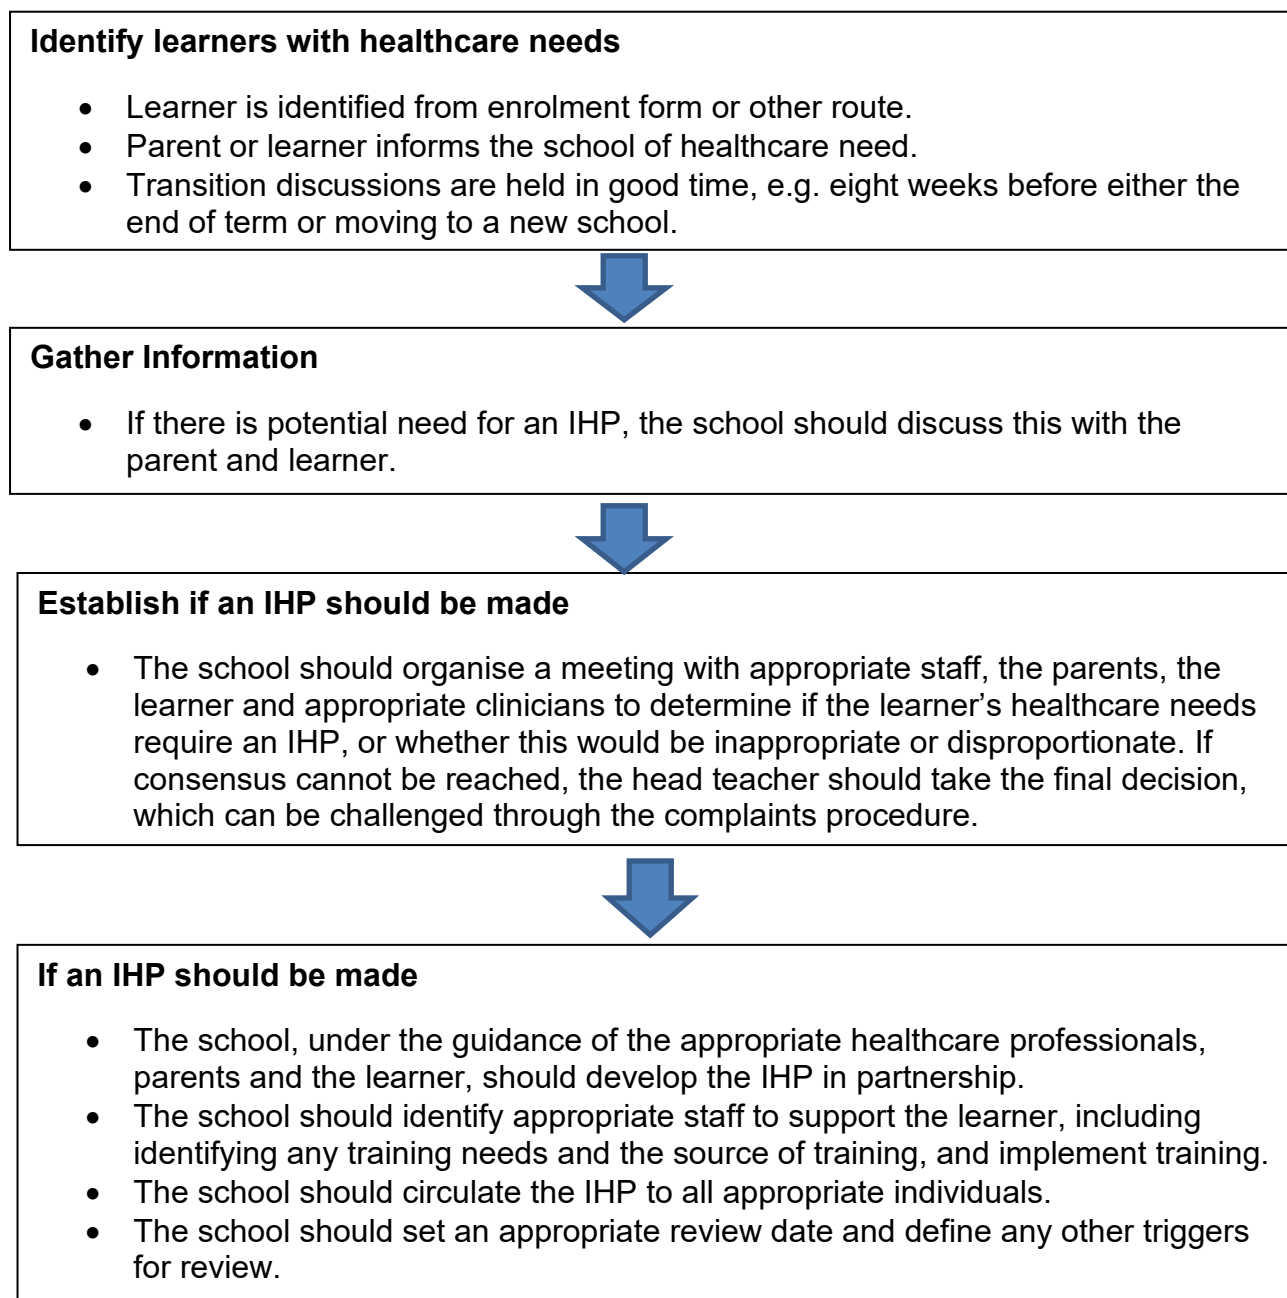 Identify learners with healthcare needs
• Learner is identified from enrolment form or other route.
• Parent or learner informs the school of healthcare need.
• Transition discussions are held in good time, e.g. eight weeks before either the
end of term or moving to a new school.
Gather Information
• If there is potential need for an IHP, the school should discuss this with the
parent and learner.
Establish if an IHP should be made
• The school should organise a meeting with appropriate staff, the parents, the
learner and appropriate clinicians to determine if the learner’s healthcare needs
require an IHP, or whether this would be inappropriate or disproportionate. If
consensus cannot be reached, the head teacher should take the final decision,
which can be challenged through the complaints procedure.
If an IHP should be made
• The school, under the guidance of the appropriate healthcare professionals,
parents and the learner, should develop the IHP in partnership.
• The school should identify appropriate staff to support the learner, including
identifying any training needs and the source of training, and implement training.
• The school should circulate the IHP to all appropriate individuals.
• The school should set an appropriate review date and define any other triggers
for review.